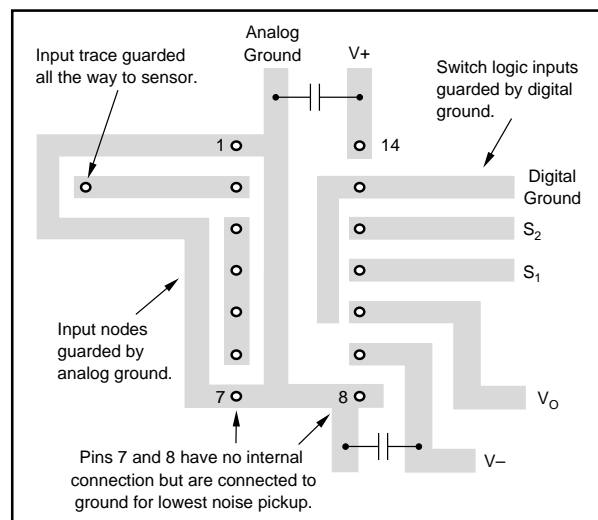 Analog
Ground
V+
Input trace guarded
all the way to sensor.
Switch logic inputs
guarded by digital
ground.
1
14
Digital
Ground
S2
S1
Input nodes
guarded by
analog ground.
7
8
VO
V–
Pins 7 and 8 have no internal
connection but are connected to
ground for lowest noise pickup.